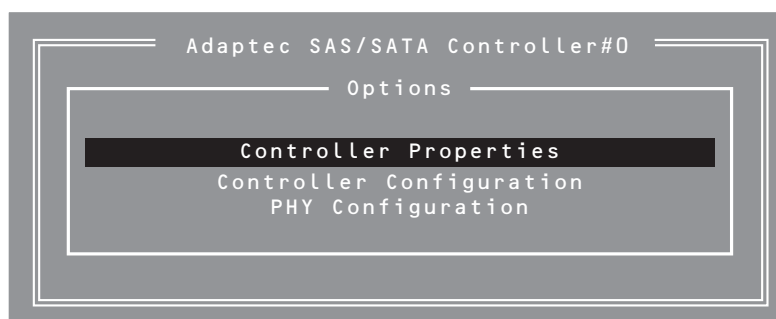 Adaptec SAS/SATA Controller#0
Options
Controller Properties
Controller Configuration
PHY Configuration